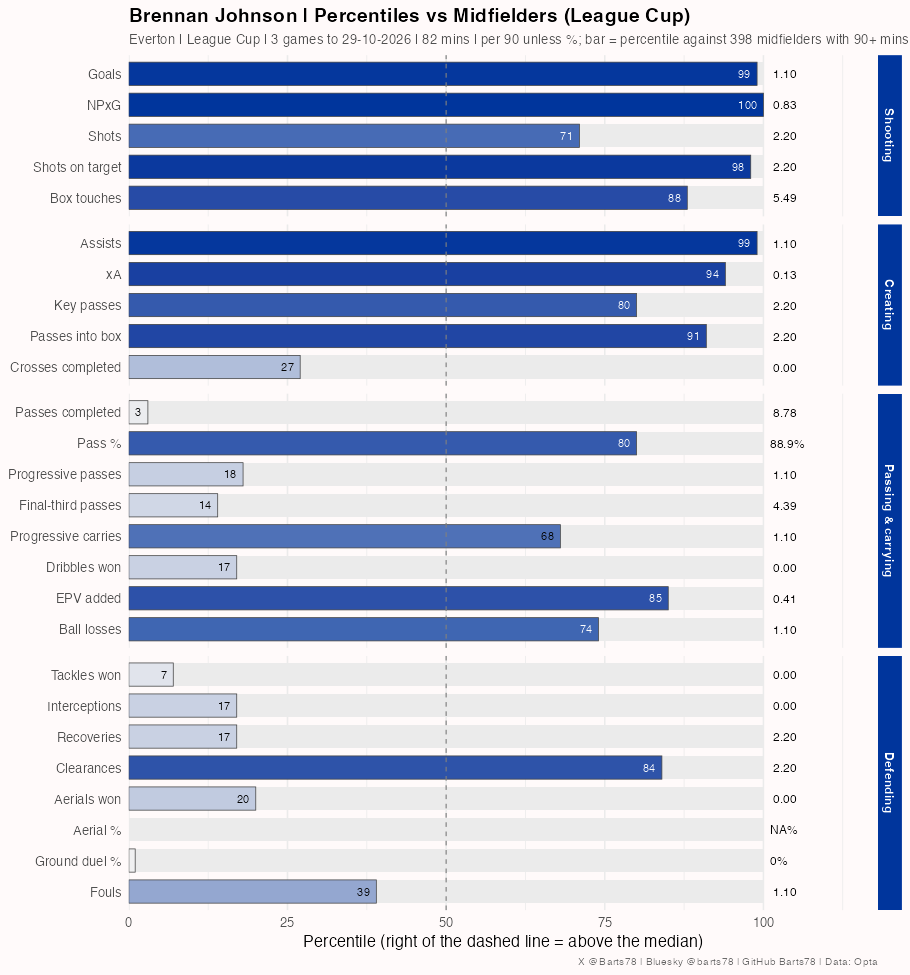 Brennan Johnson | Percentiles vs Midfielders (League Cup)
Everton | League Cup | 3 games to 29-10-2026 | 82 mins | per 90 unless %; bar = percentile against 398 midfielders with 90+ mins
Goals 99 1.10
NPxG 100 0.83
Shots 71 2.20
Shots on target 98 2.20
Box touches 88 5.49
Shooting
Assists 99 1.10
xA 94 0.13
Key passes 80 2.20
Passes into box 91 2.20
Crosses completed 27 0.00
Creating
Passes completed 3 8.78
Pass % 80 88.9%
Progressive passes 18 1.10
Final-third passes 14 4.39
Progressive carries 68 1.10
Dribbles won 17 0.00
EPV added 85 0.41
Ball losses 74 1.10
Passing & carrying
Tackles won 7 0.00
Interceptions 17 0.00
Recoveries 17 2.20
Clearances 84 2.20
Aerials won 20 0.00
Aerial % NA%
Ground duel % 0%
Fouls 39 1.10
Defending
0 25 50 75 100
Percentile (right of the dashed line = above the median)
X @Barts78 | Bluesky @barts78 | GitHub Barts78 | Data: Opta